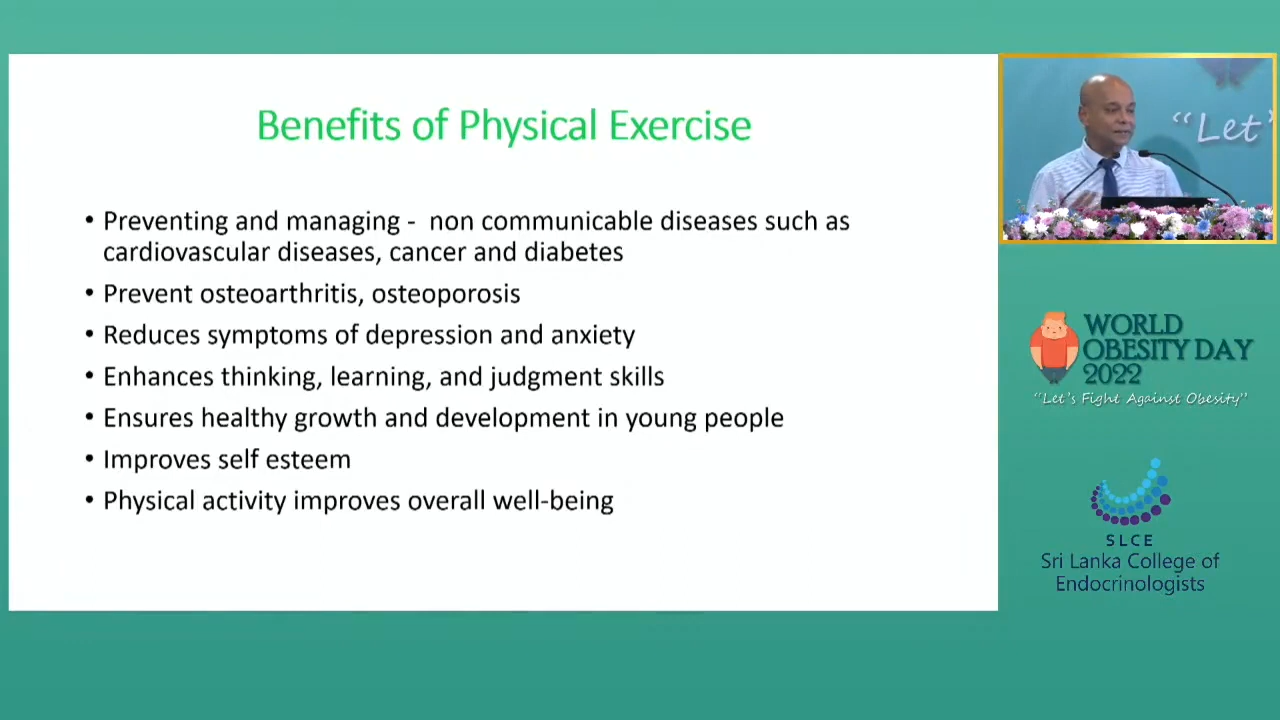 Benefits of Physical Exercise
• Preventing and managing - non communicable diseases such as
cardiovascular diseases, cancer and diabetes
• Prevent osteoarthritis, osteoporosis
• Reduces symptoms of depression and anxiety
• Enhances thinking, learning, and judgment skills
• Ensures healthy growth and development in young people
• Improves self esteem
• Physical activity improves overall well-being
“Let’
WORLD
OBESITY DAY
2022
“Let’s Fight Against Obesity”
SLCE
Sri Lanka College of
Endocrinologists